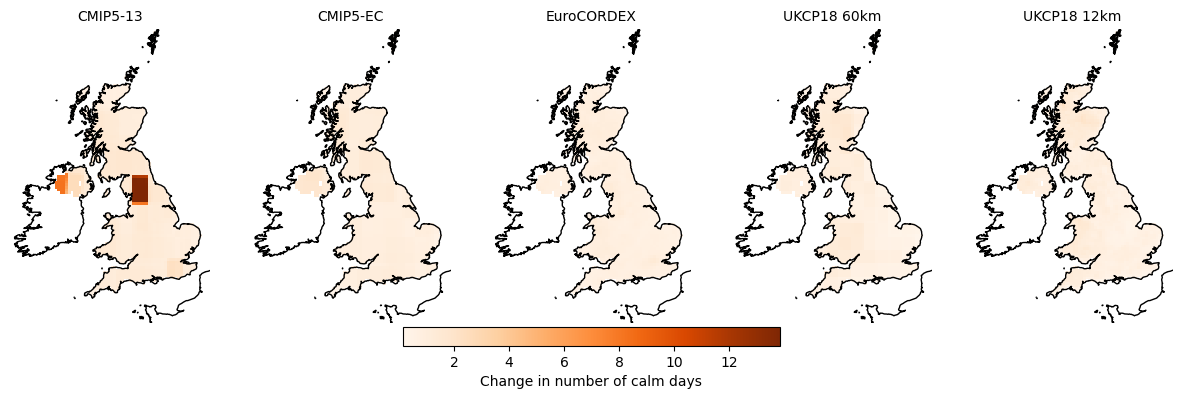 CMIP5-13 CMIP5-EC EuroCORDEX UKCP18 60km UKCP18 12km
2 4 6 8 10 12
Change in number of calm days